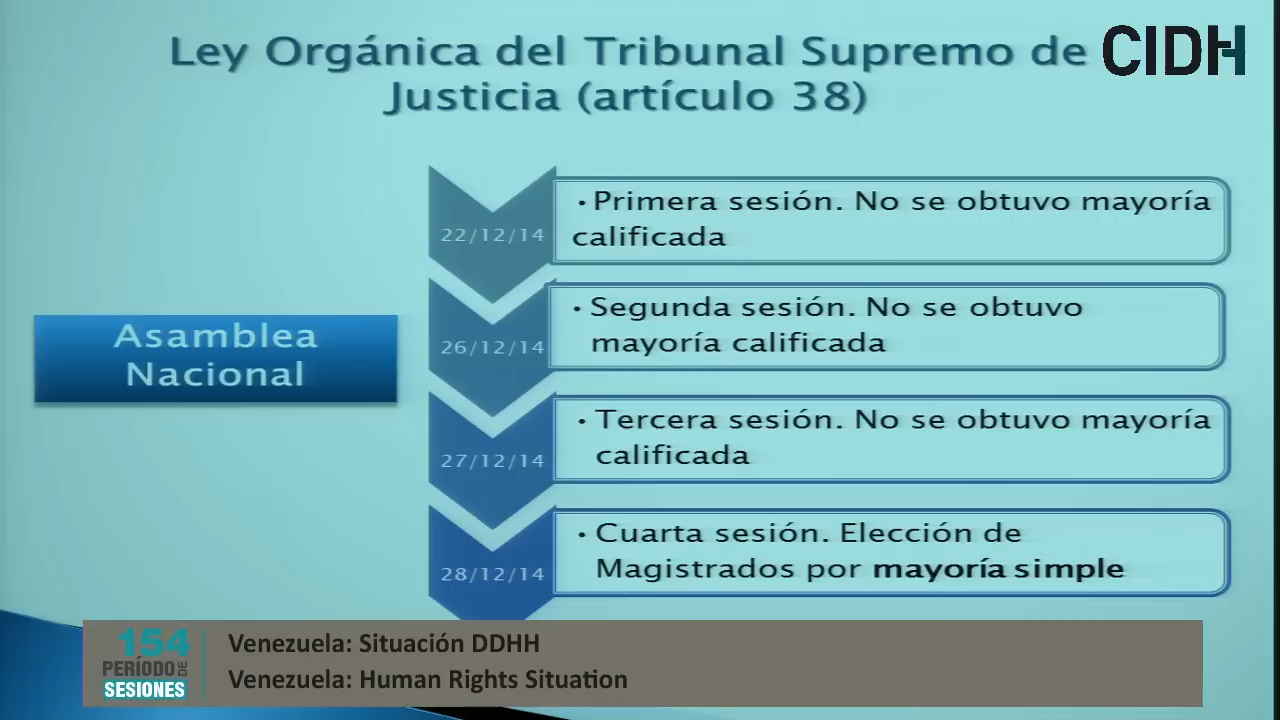 Ley Orgánica del Tribunal Supremo de
Justicia (artículo 38)
CIDH
Asamblea
Nacional
22/12/14
• Primera sesión. No se obtuvo mayoría
calificada
26/12/14
• Segunda sesión. No se obtuvo
mayoría calificada
27/12/14
• Tercera sesión. No se obtuvo mayoría
calificada
28/12/14
• Cuarta sesión. Elección de
Magistrados por mayoría simple
154
PERÍODO DE
SESIONES
Venezuela: Situación DDHH
Venezuela: Human Rights Situation